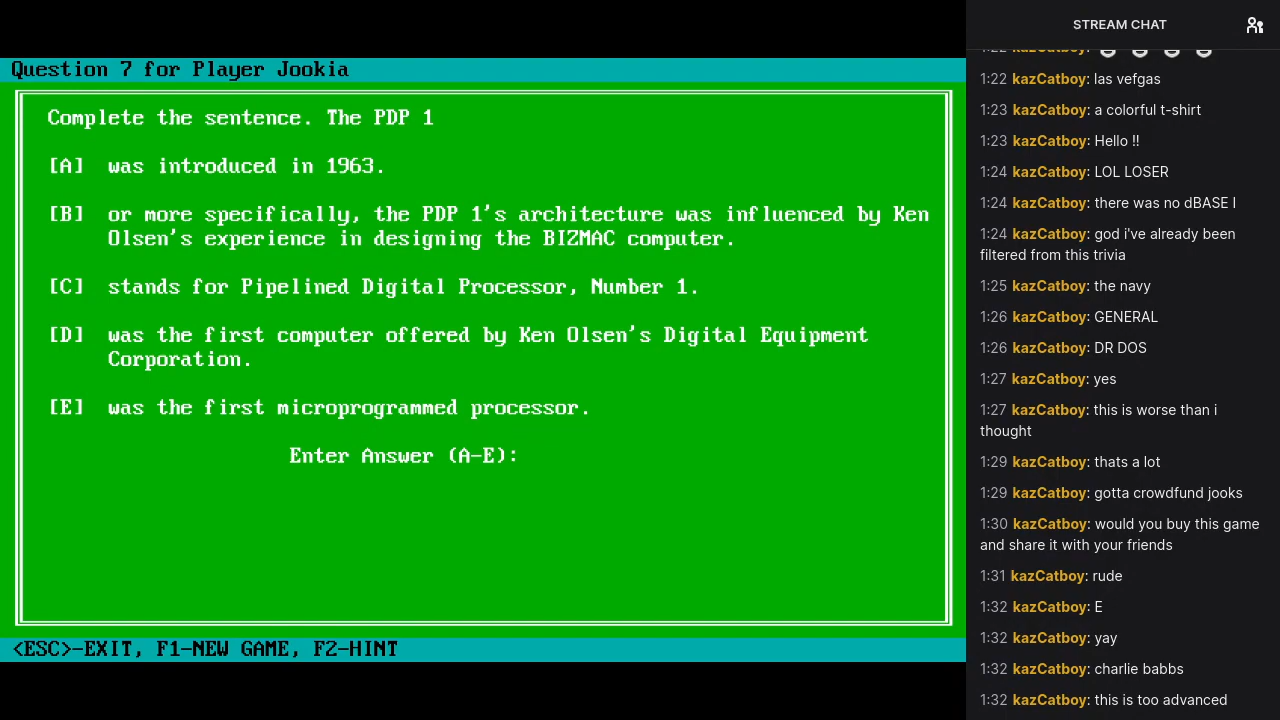 STREAM CHAT
Question 7 for Player Jookia
Complete the sentence. The PDP 1
[A] was introduced in 1963.
[B] or more specifically, the PDP 1's architecture was influenced by Ken
Olsen's experience in designing the BIZMAC computer.
[C] stands for Pipelined Digital Processor, Number 1.
[D] was the first computer offered by Ken Olsen's Digital Equipment
Corporation.
[E] was the first microprogrammed processor.
Enter Answer (A-E):
<ESC>-EXIT, F1-NEW GAME, F2-HINT
1:22 kazCatboy:
1:22 kazCatboy: las vefgas
1:23 kazCatboy: a colorful t-shirt
1:23 kazCatboy: Hello !!
1:24 kazCatboy: LOL LOSER
1:24 kazCatboy: there was no dBASE I
1:24 kazCatboy: god i've already been
filtered from this trivia
1:25 kazCatboy: the navy
1:26 kazCatboy: GENERAL
1:26 kazCatboy: DR DOS
1:27 kazCatboy: yes
1:27 kazCatboy: this is worse than i
thought
1:29 kazCatboy: thats a lot
1:29 kazCatboy: gotta crowdfund jooks
1:30 kazCatboy: would you buy this game
and share it with your friends
1:31 kazCatboy: rude
1:32 kazCatboy: E
1:32 kazCatboy: yay
1:32 kazCatboy: charlie babbs
1:32 kazCatboy: this is too advanced